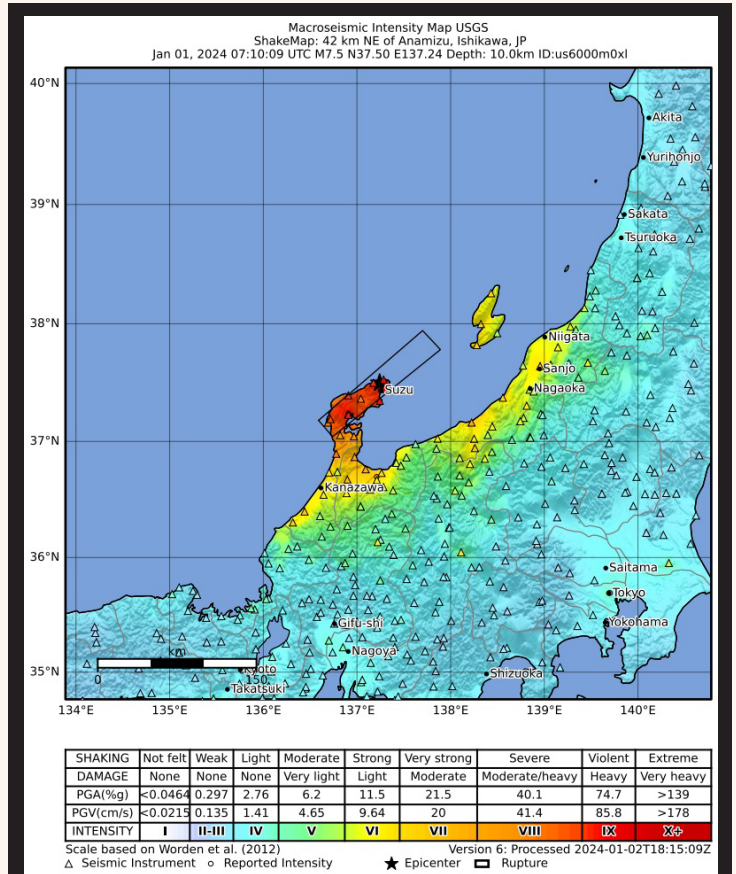 Macroseismic Intensity Map USGS
ShakeMap: 42 km NE of Anamizu, Ishikawa, JP
Jan 01, 2024 07:10:09 UTC M7.5 N37.50 E137.24 Depth: 10.0km ID:us6000m0xl
40°N
Akita
Yurihonjo
39°N
Sakata
Tsuruoka
38°N
Niigata
Sanjo
Suzu
Nagaoka
37°N
Kanazawa
36°N
Saitama
Tokyo
Gifu-shi
Yokohama
Nagoya
km
35°N
Kyoto
Shizuoka
0
150
Takatsuki
134°E 135°E 136°E 137°E 138°E 139°E 140°E
SHAKING Not felt Weak Light Moderate Strong Very strong Severe Violent Extreme
DAMAGE None None None Very light Light Moderate Moderate/heavy Heavy Very heavy
PGA(%g) <0.0464 0.297 2.76 6.2 11.5 21.5 40.1 74.7 >139
PGV(cm/s) <0.0215 0.135 1.41 4.65 9.64 20 41.4 85.8 >178
INTENSITY I II-III IV V VI VII VIII IX X+
Scale based on Worden et al. (2012) Version 6: Processed 2024-01-02T18:15:09Z
Seismic Instrument Reported Intensity Epicenter Rupture